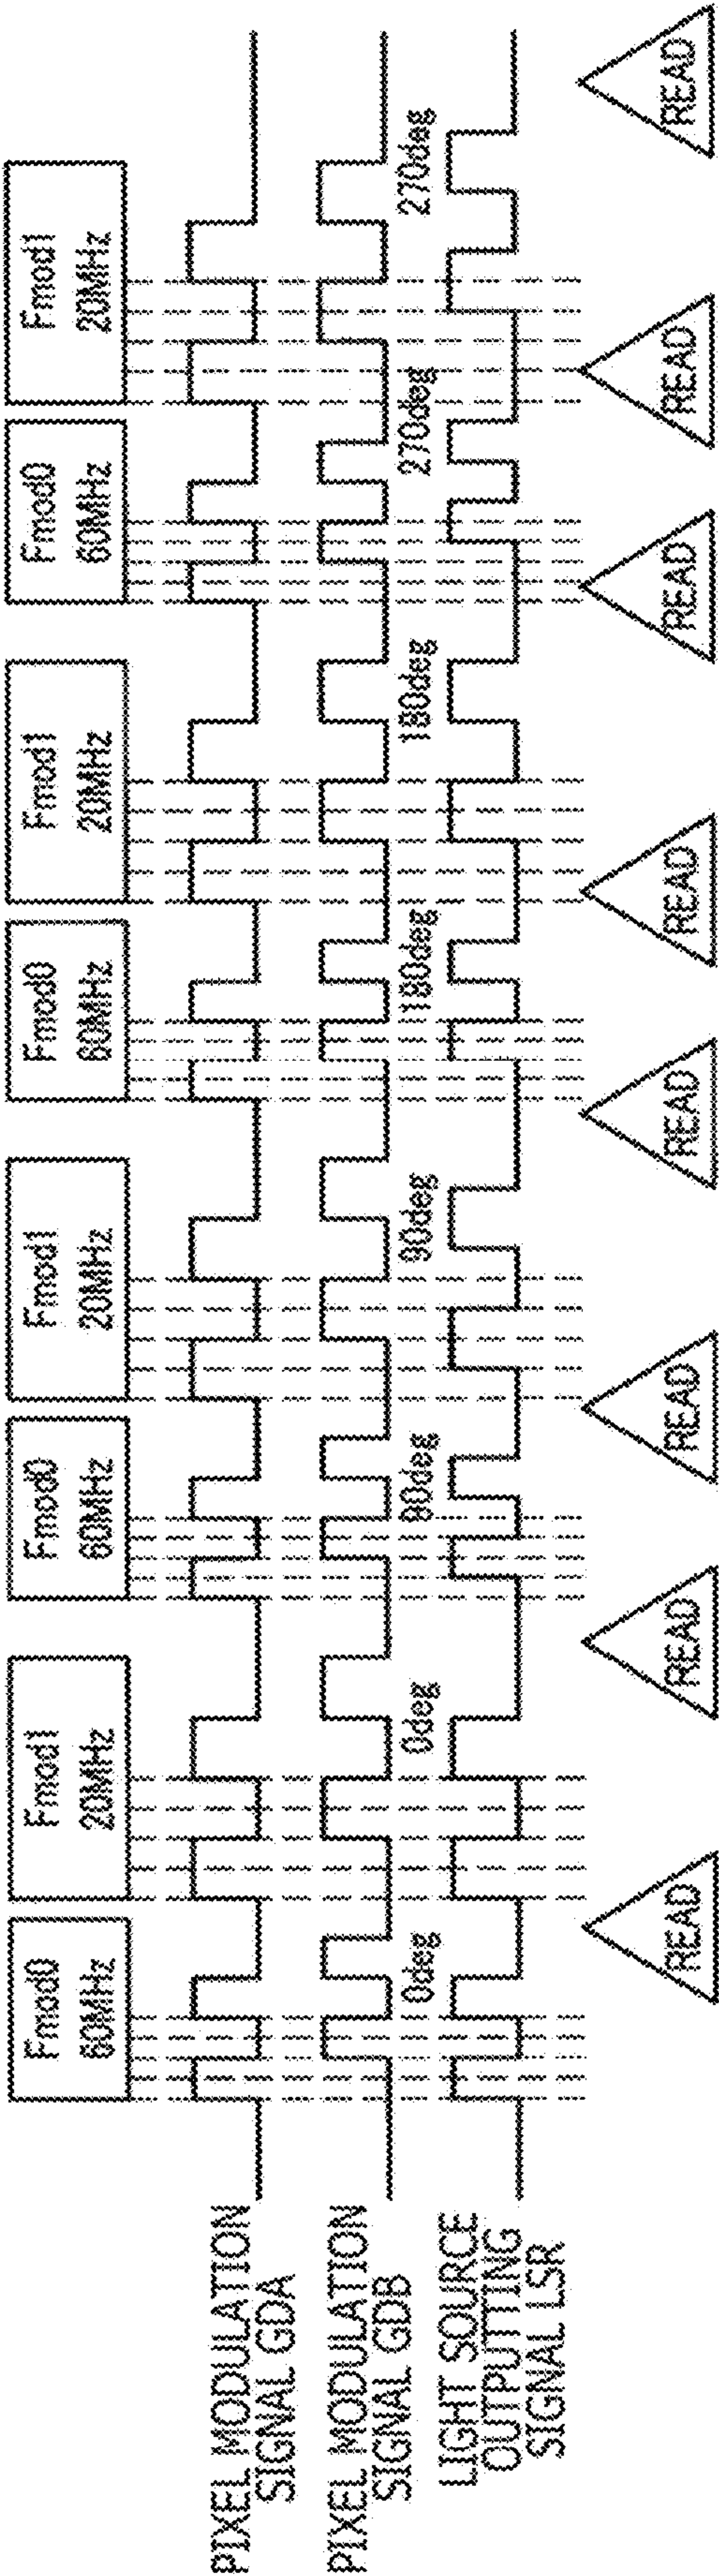 Fmod0
60MHz
Fmod1
20MHz
Fmod0
60MHz
Fmod1
20MHz
Fmod0
60MHz
Fmod1
20MHz
Fmod0
60MHz
Fmod1
20MHz
PIXEL MODULATION
SIGNAL GDA
PIXEL MODULATION
SIGNAL GDB
0deg
0deg
90deg
90deg
180deg
180deg
270deg
270deg
LIGHT SOURCE
OUTPUTTING
SIGNAL LSR
READ
READ
READ
READ
READ
READ
READ
READ